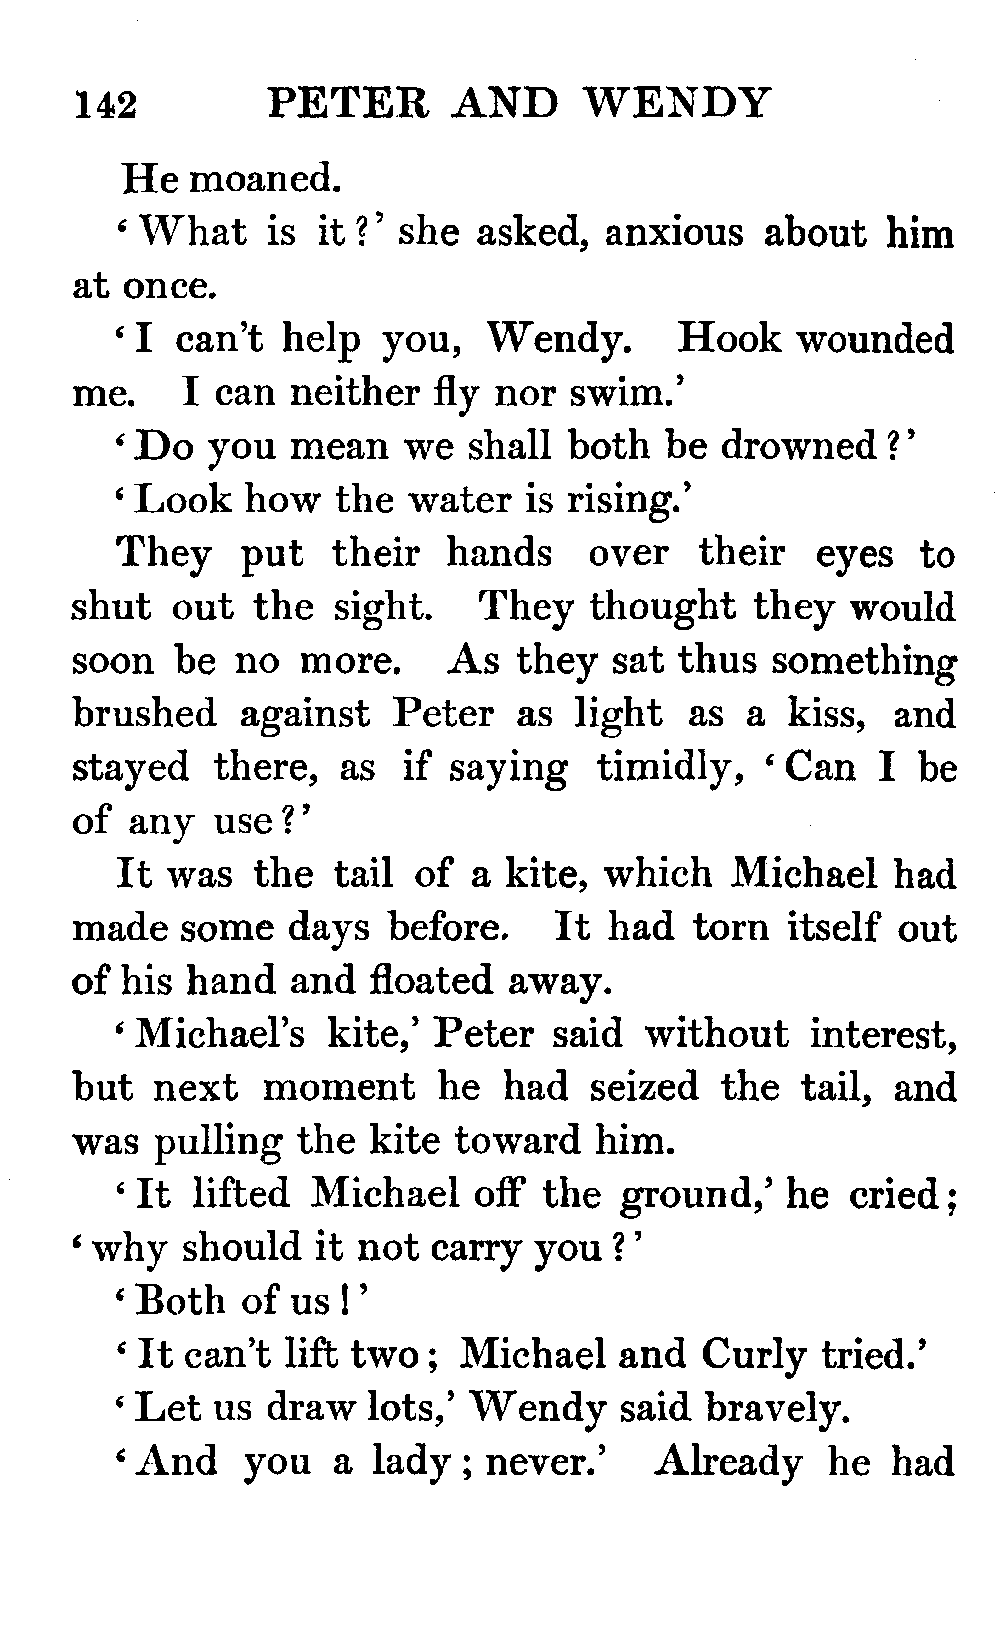 142 PETER AND WENDY
He moaned.
‘What is it?’ she asked, anxious about him
at once.
‘I can’t help you, Wendy. Hook wounded
me. I can neither fly nor swim.’
‘Do you mean we shall both be drowned?’
‘Look how the water is rising.’
They put their hands over their eyes to
shut out the sight. They thought they would
soon be no more. As they sat thus something
brushed against Peter as light as a kiss, and
stayed there, as if saying timidly, ‘Can I be
of any use?’
It was the tail of a kite, which Michael had
made some days before. It had torn itself out
of his hand and floated away.
‘Michael’s kite,’ Peter said without interest,
but next moment he had seized the tail, and
was pulling the kite toward him.
‘It lifted Michael off the ground,’ he cried;
‘why should it not carry you?’
‘Both of us!’
‘It can’t lift two; Michael and Curly tried.’
‘Let us draw lots,’ Wendy said bravely.
‘And you a lady; never.’ Already he had